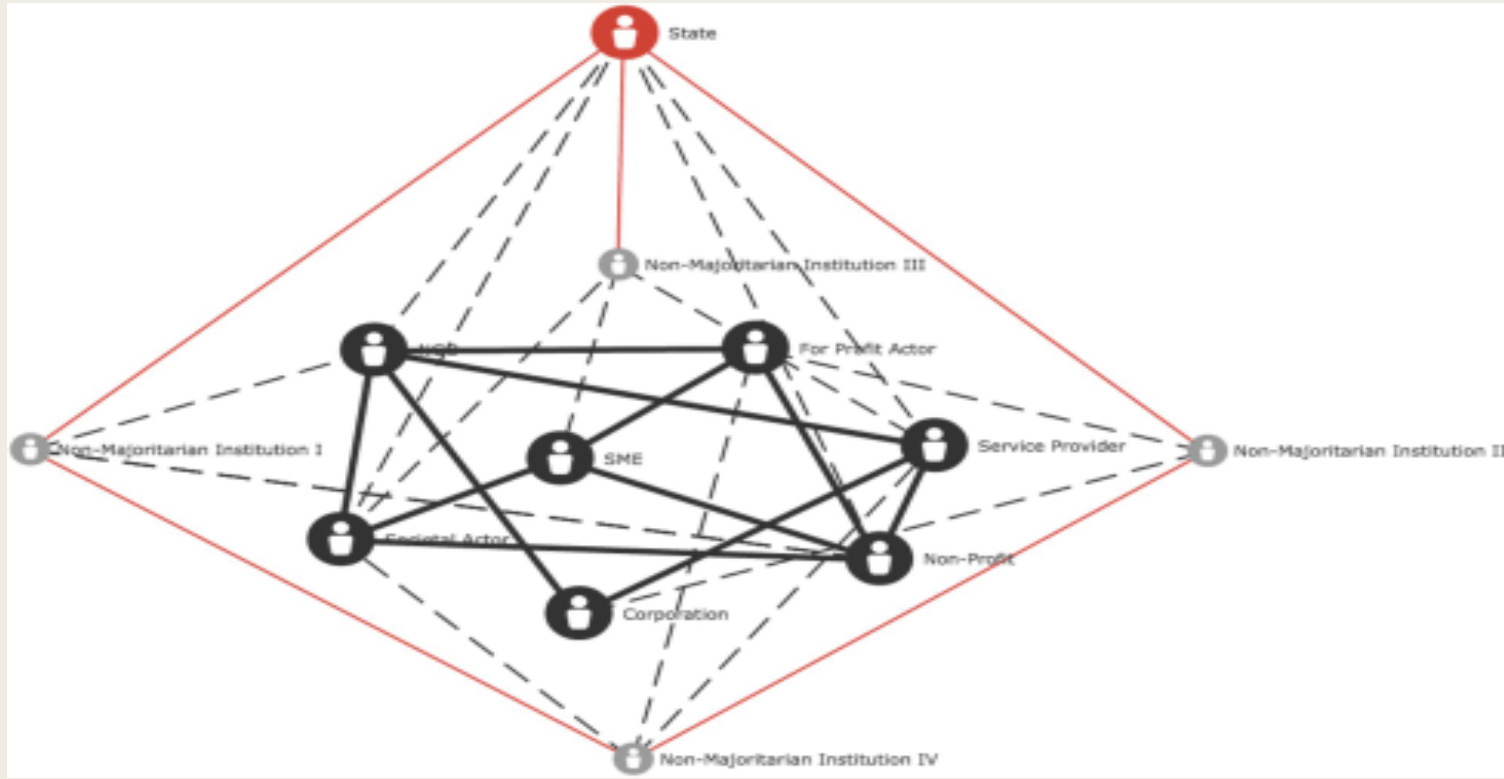 State
Non-Majoritarian Institution III
NGO
For Profit Actor
Non-Majoritarian Institution I
SME
Service Provider
Non-Majoritarian Institution II
Societal Actor
Non-Profit
Corporation
Non-Majoritarian Institution IV